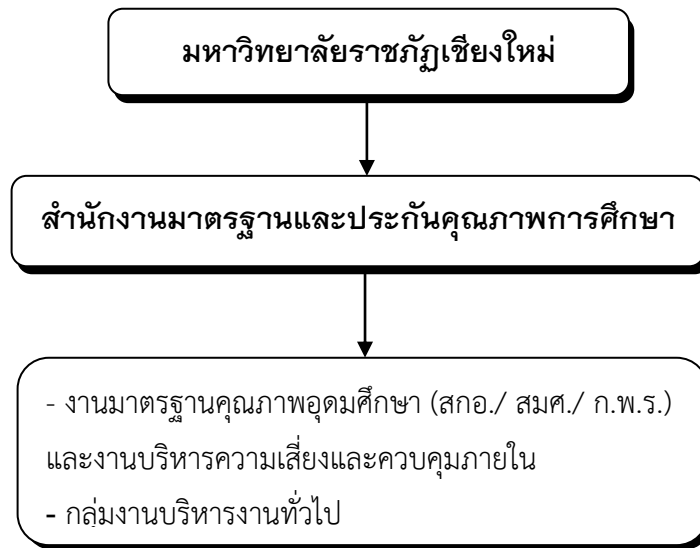 มหาวิทยาลัยราชภัฏเชียงใหม่
สำนักงานมาตรฐานและประกันคุณภาพการศึกษา
- งานมาตรฐานคุณภาพอุดมศึกษา (สกอ./ สมศ./ ก.พ.ร.)
และงานบริหารความเสี่ยงและควบคุมภายใน
- กลุ่มงานบริหารงานทั่วไป